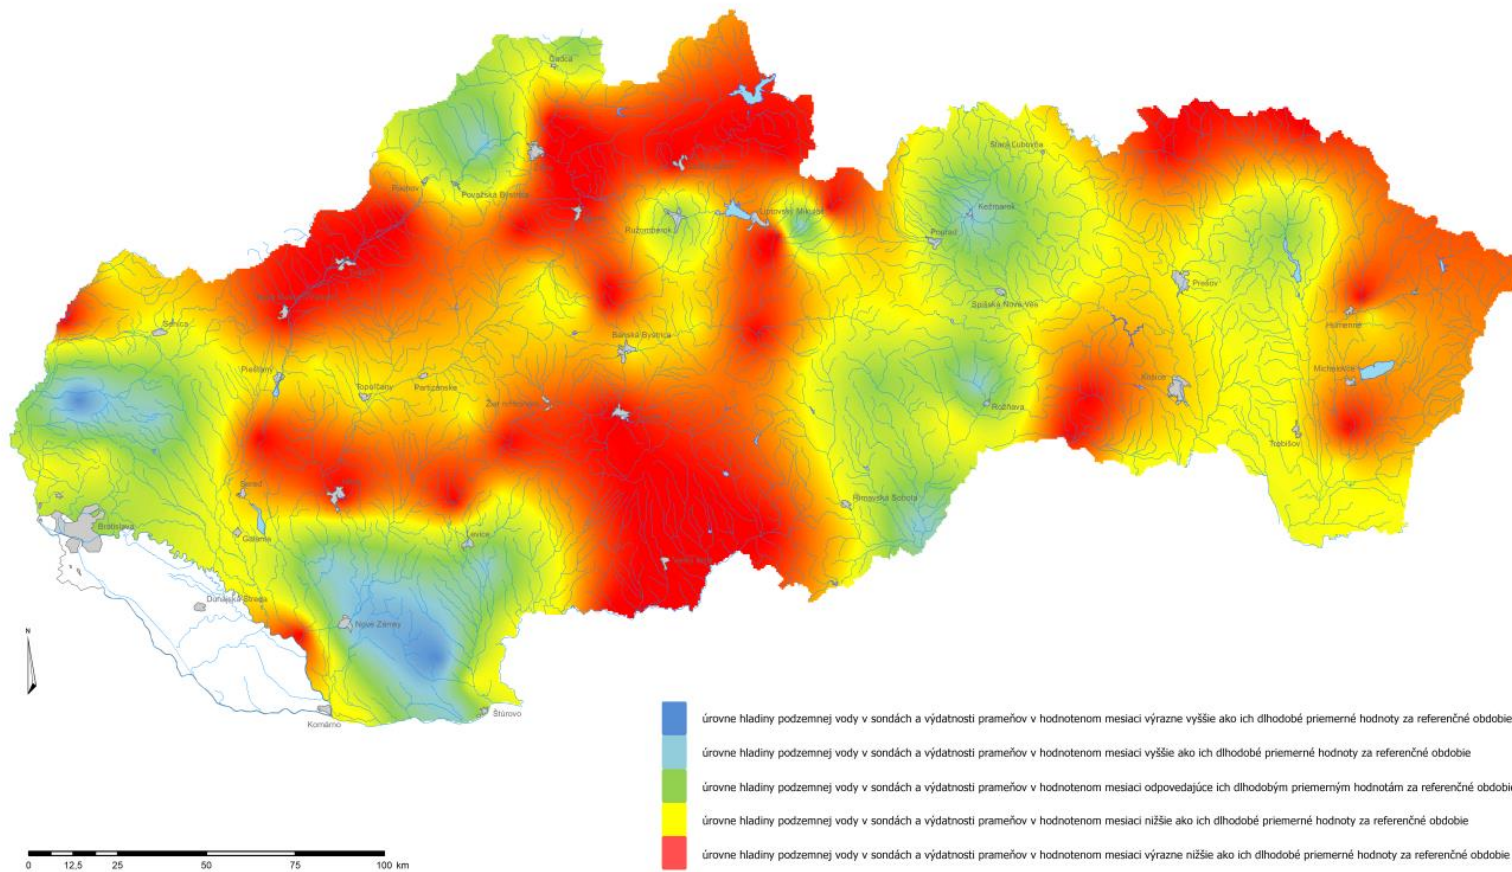 Čadca
Stará Ľubovňa
Púchov
Považská Bystrica
Kežmarok
Liptovský Mikuláš
Ružomberok
Poprad
Prešov
Spišská Nová Ves
Senica
Humenné
Banská Bystrica
Michalovce
Piešťany
Topoľčany
Partizánske
Košice
Rožňava
Trebišov
Sereď
Rimavská Sobota
Bratislava
Galanta
Levice
Dunajská Streda
Nové Zámky
N
Komárno
Štúrovo
úrovne hladiny podzemnej vody v sondách a výdatnosti prameňov v hodnotenom mesiaci výrazne vyššie ako ich dlhodobé priemerné hodnoty za referenčné obdobie
úrovne hladiny podzemnej vody v sondách a výdatnosti prameňov v hodnotenom mesiaci vyššie ako ich dlhodobé priemerné hodnoty za referenčné obdobie
úrovne hladiny podzemnej vody v sondách a výdatnosti prameňov v hodnotenom mesiaci odpovedajúce ich dlhodobým priemerným hodnotám za referenčné obdobie
úrovne hladiny podzemnej vody v sondách a výdatnosti prameňov v hodnotenom mesiaci nižšie ako ich dlhodobé priemerné hodnoty za referenčné obdobie
úrovne hladiny podzemnej vody v sondách a výdatnosti prameňov v hodnotenom mesiaci výrazne nižšie ako ich dlhodobé priemerné hodnoty za referenčné obdobie
0 12,5 25 50 75 100 km